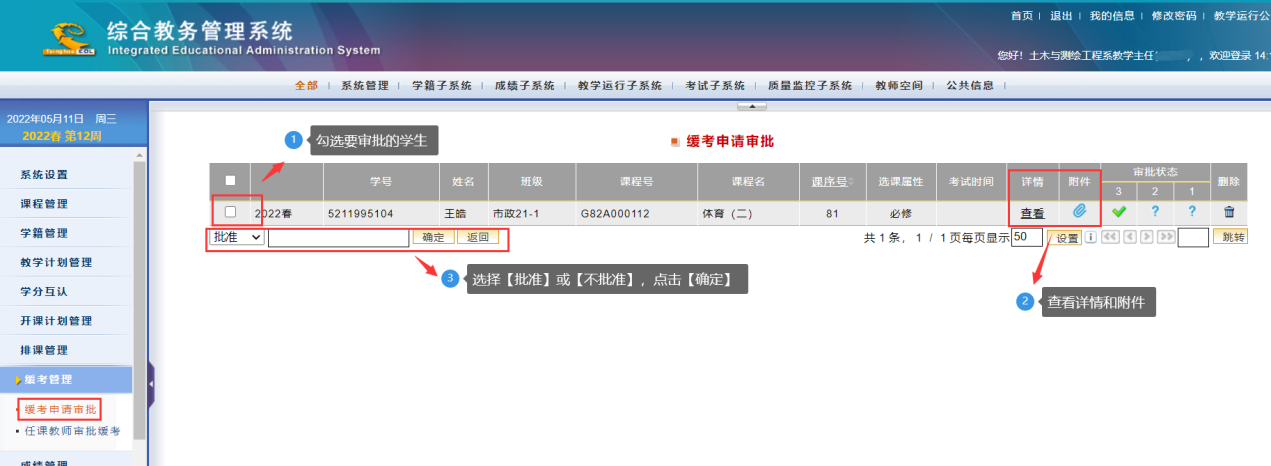 首页 | 退出 | 我的信息 | 修改密码 | 教学运行公
综合教务管理系统
Integrated Educational Administration System
EOL
您好！土木与测绘工程系教学主任 , , 欢迎登录 14:
全部 | 系统管理 | 学籍子系统 | 成绩子系统 | 教学运行子系统 | 考试子系统 | 质量监控子系统 | 教师空间 | 公共信息 |
2022年05月11日 周三
2022春 第12周
系统设置
课程管理
学籍管理
教学计划管理
学分互认
开课计划管理
排课管理
缓考管理
缓考申请审批
任课教师审批缓考
成绩管理
1 勾选要审批的学生
缓考申请审批
学号 姓名 班级 课程号 课程名 课序号 选课属性 考试时间 详情 附件 审批状态 删除
3 2 1
2022春 5211995104 王皓 市政21-1 G82A000112 体育（二） 81 必修 查看 ? ?
批准 确定 返回 共 1 条， 1 / 1 页每页显示 50 / 设置 i 跳转
3 选择【批准】或【不批准】，点击【确定】
2 查看详情和附件